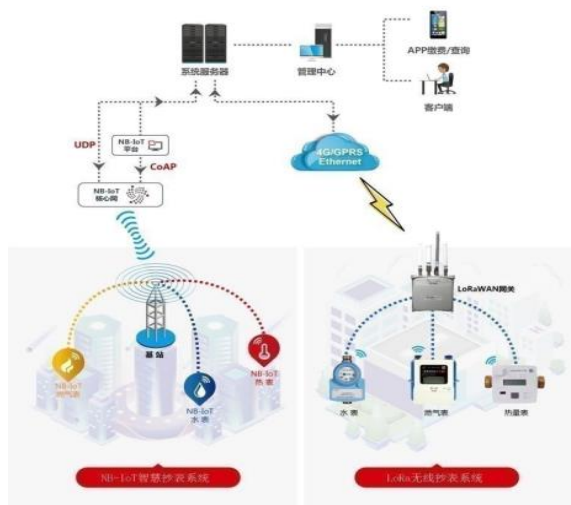 APP缴费/查询
系统服务器
管理中心
客户端
UDP
NB-IoT
平台
CoAP
4G/GPRS
Ethernet
NB-IoT
核心网
LoRaWAN网关
基站
NB-IoT
燃气表
NB-IoT
热表
NB-IoT
水表
水表
燃气表
热量表
NB-IoT智慧抄表系统
LoRa无线抄表系统